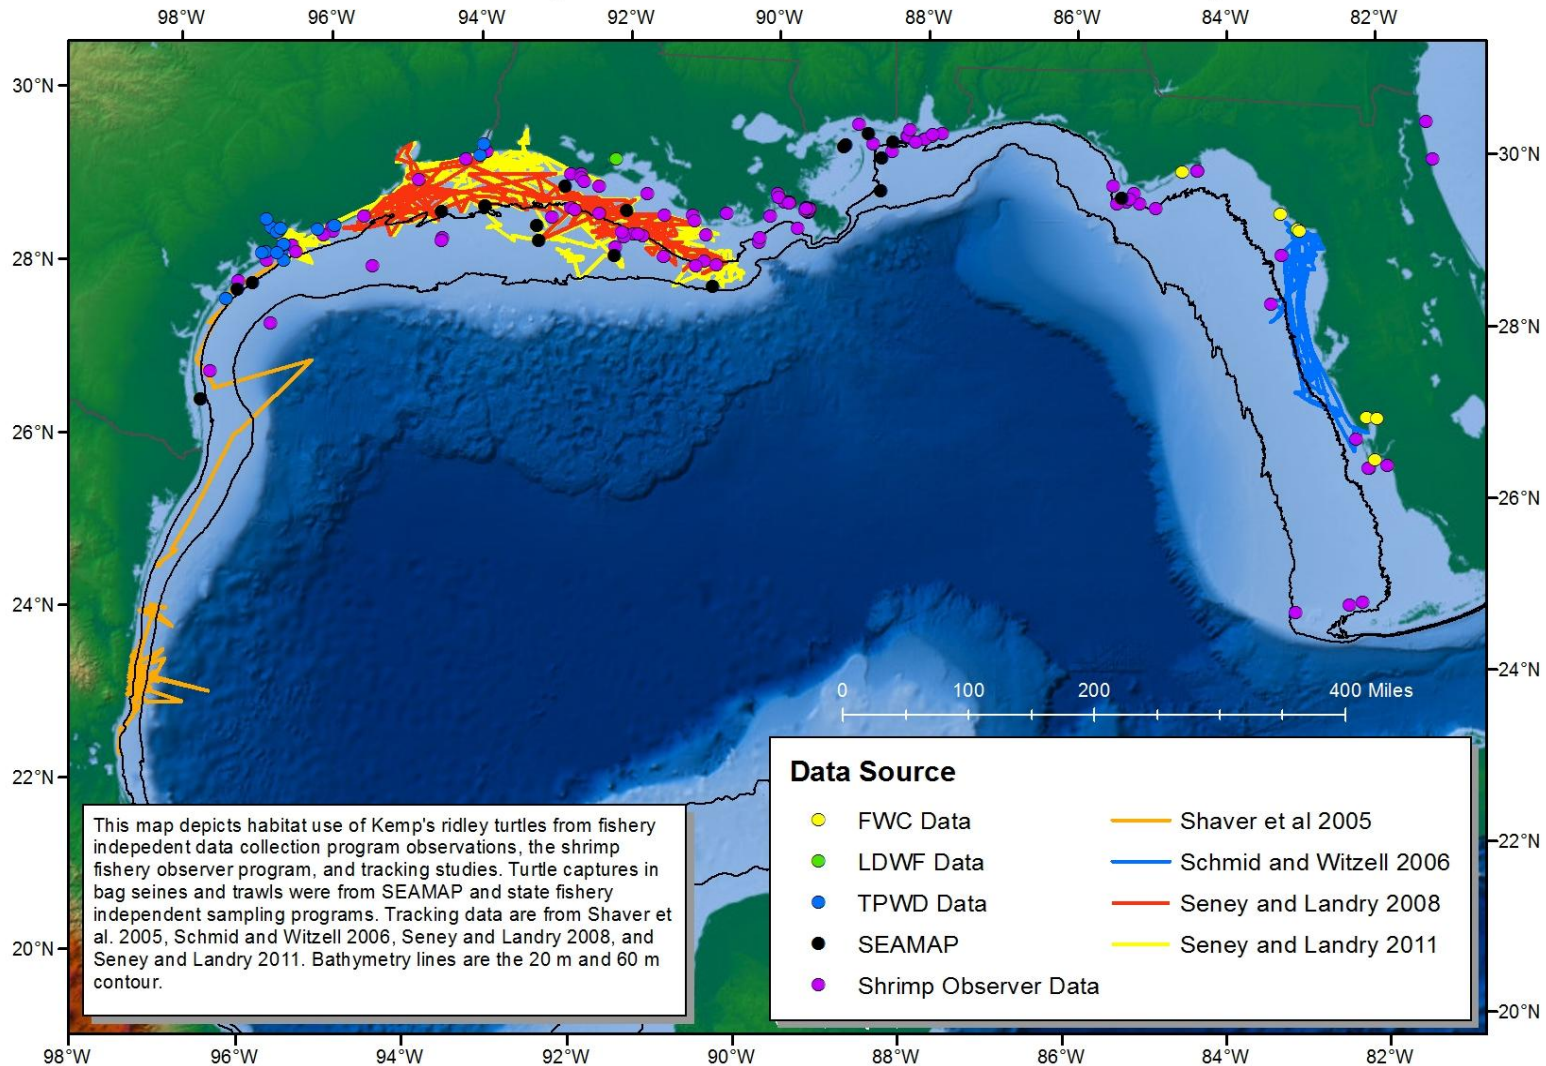 98°W 96°W 94°W 92°W 90°W 88°W 86°W 84°W 82°W
30°N
28°N
26°N
24°N
22°N
20°N
30°N
28°N
26°N
24°N
22°N
20°N
0 100 200 400 Miles
Data Source
FWC Data
LDWF Data
TPWD Data
SEAMAP
Shrimp Observer Data
Shaver et al 2005
Schmid and Witzell 2006
Seney and Landry 2008
Seney and Landry 2011
This map depicts habitat use of Kemp's ridley turtles from fishery
indepedent data collection program observations, the shrimp
fishery observer program, and tracking studies. Turtle captures in
bag seines and trawls were from SEAMAP and state fishery
independent sampling programs. Tracking data are from Shaver et
al. 2005, Schmid and Witzell 2006, Seney and Landry 2008, and
Seney and Landry 2011. Bathymetry lines are the 20 m and 60 m
contour.
98°W 96°W 94°W 92°W 90°W 88°W 86°W 84°W 82°W